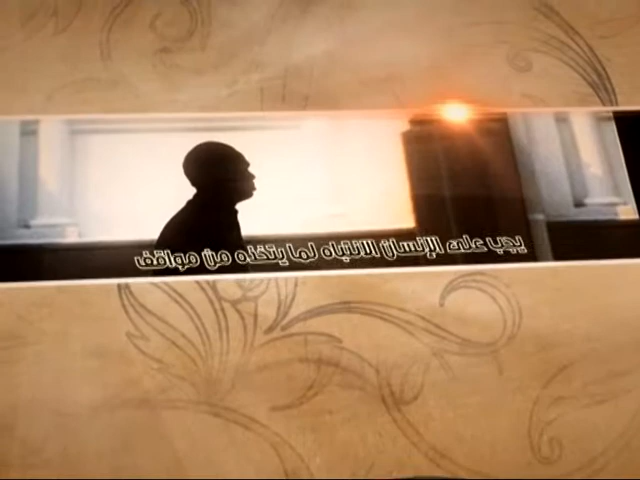 يجب على الإنسان الانتباه لما يتخذه من مواقف